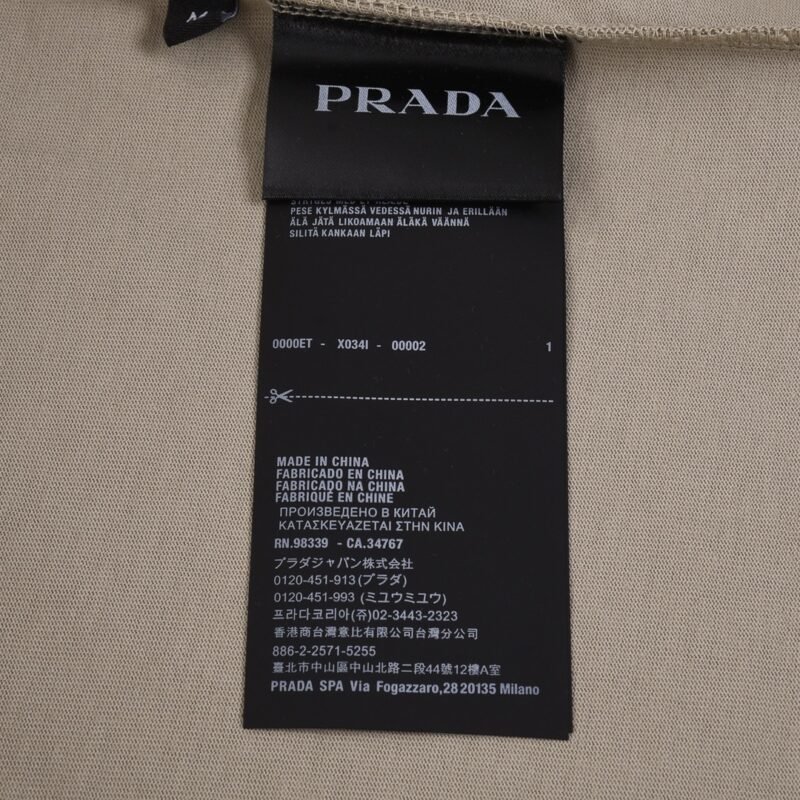 PRADA
PESE KYLMÄSSÄ VEDESSÄ NURIN JA ERILLÄÄN
ÄLÄ JÄTÄ LIKOAMAAN ÄLÄKÄ VÄÄNNÄ
SILITÄ KANKAAN LÄPI
0000ET - X034I - 00002 1
MADE IN CHINA
FABRICADO EN CHINA
FABRICADO NA CHINA
FABRIQUÉ EN CHINE
ПРОИЗВЕДЕНО В КИТАЙ
ΚΑΤΑΣΚΕΥΑΖΕΤΑΙ ΣΤΗΝ ΚΙΝΑ
RN.98339 - CA.34767
プラダジャパン株式会社
0120-451-913(プラダ)
0120-451-993 (ミユウミユウ)
프라다코리아(쥬)02-3443-2323
香港商台灣意比有限公司台灣分公司
886-2-2571-5255
臺北市中山區中山北路二段44號12樓A室
PRADA SPA Vía Fogazzaro,28 20135 Milano